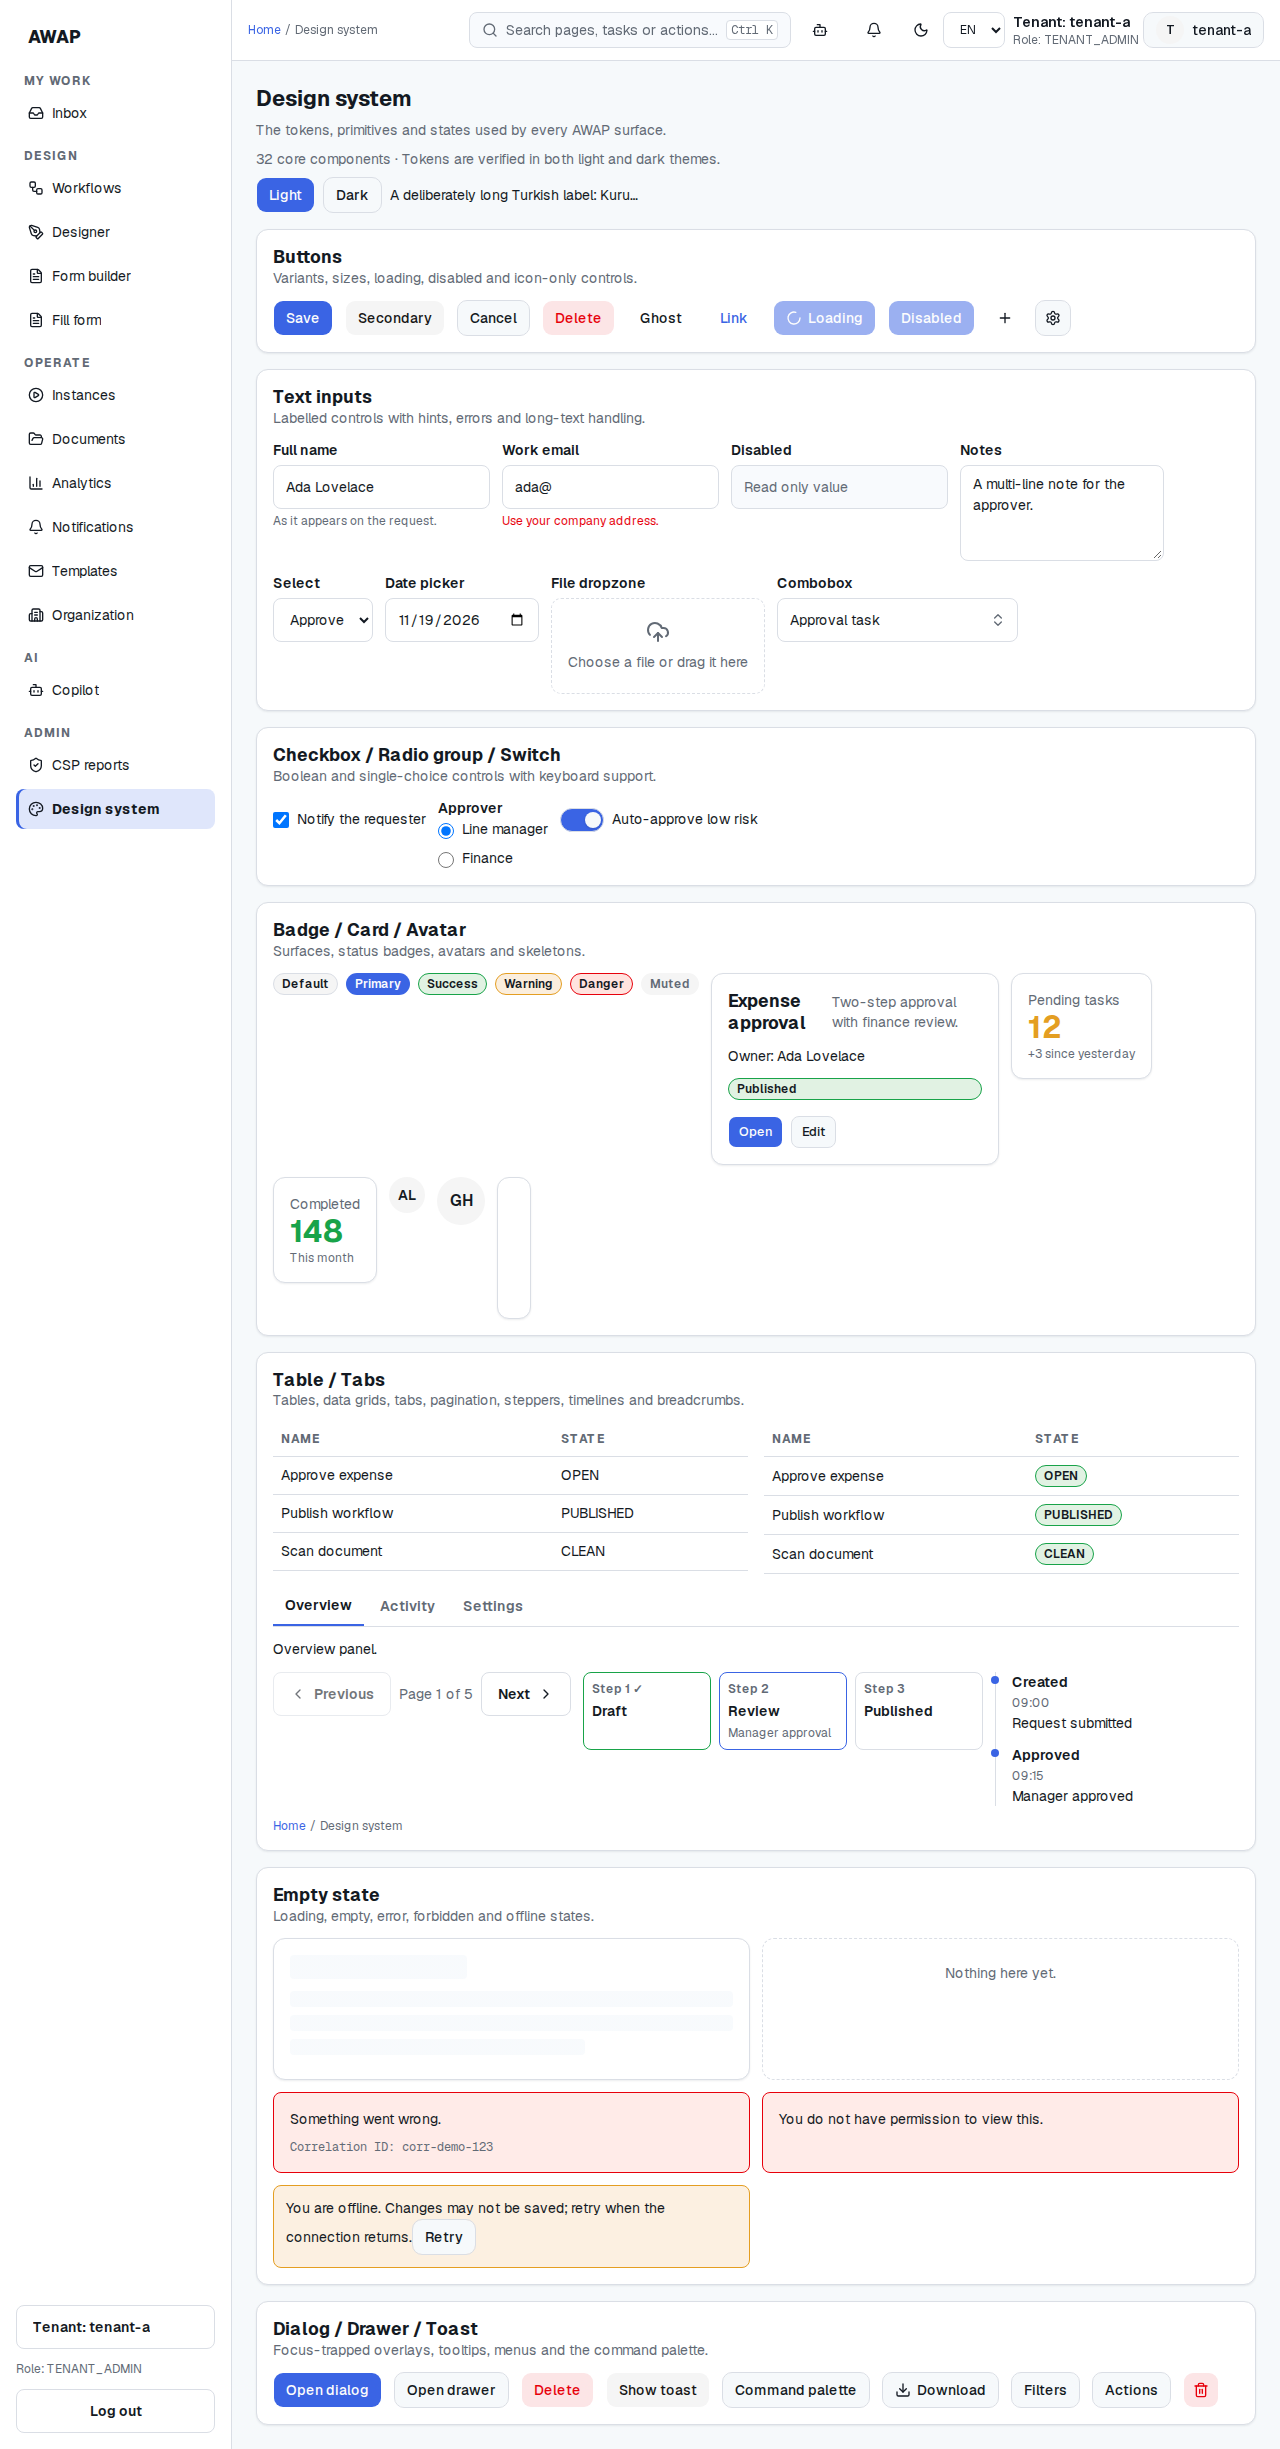 AWAP
MY WORK
Inbox
DESIGN
Workflows
Designer
Form builder
Fill form
OPERATE
Instances
Documents
Analytics
Notifications
Templates
Organization
AI
Copilot
ADMIN
CSP reports
Design system
Tenant: tenant-a
Role: TENANT_ADMIN
Log out
Home / Design system
Search pages, tasks or actions... Ctrl K
EN
Tenant: tenant-a
Role: TENANT_ADMIN
T tenant-a
Design system
The tokens, primitives and states used by every AWAP surface.
32 core components · Tokens are verified in both light and dark themes.
Light Dark A deliberately long Turkish label: Kuru...
Buttons
Variants, sizes, loading, disabled and icon-only controls.
Save Secondary Cancel Delete Ghost Link Loading Disabled
Text inputs
Labelled controls with hints, errors and long-text handling.
Full name
Ada Lovelace
As it appears on the request.
Work email
ada@
Use your company address.
Disabled
Read only value
Notes
A multi-line note for the
approver.
Select
Approve
Date picker
11/19/2026
File dropzone
Choose a file or drag it here
Combobox
Approval task
Checkbox / Radio group / Switch
Boolean and single-choice controls with keyboard support.
Notify the requester
Approver
Line manager
Finance
Auto-approve low risk
Badge / Card / Avatar
Surfaces, status badges, avatars and skeletons.
Default Primary Success Warning Danger Muted
Expense
approval
Two-step approval
with finance review.
Owner: Ada Lovelace
Published
Open Edit
Pending tasks
12
+3 since yesterday
Completed
148
This month
AL
GH
Table / Tabs
Tables, data grids, tabs, pagination, steppers, timelines and breadcrumbs.
NAME STATE
Approve expense OPEN
Publish workflow PUBLISHED
Scan document CLEAN
NAME STATE
Approve expense OPEN
Publish workflow PUBLISHED
Scan document CLEAN
Overview Activity Settings
Overview panel.
Previous Page 1 of 5 Next
Step 1 ✓
Draft
Step 2
Review
Manager approval
Step 3
Published
Created
09:00
Request submitted
Approved
09:15
Manager approved
Home / Design system
Empty state
Loading, empty, error, forbidden and offline states.
Nothing here yet.
Something went wrong.
Correlation ID: corr-demo-123
You do not have permission to view this.
You are offline. Changes may not be saved; retry when the
connection returns. Retry
Dialog / Drawer / Toast
Focus-trapped overlays, tooltips, menus and the command palette.
Open dialog Open drawer Delete Show toast Command palette Download Filters Actions